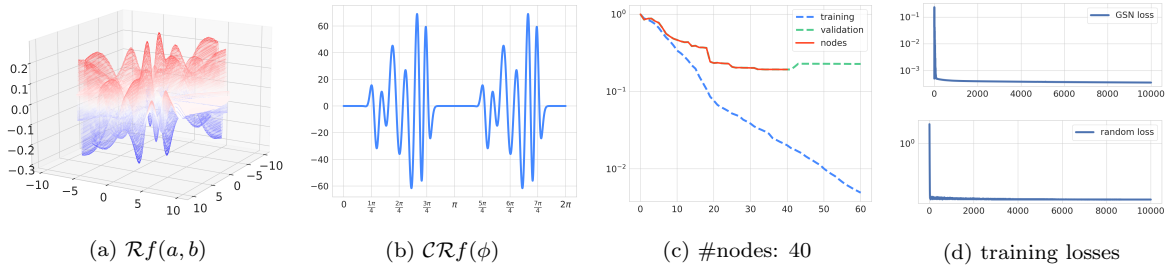 0.2
0.1
0.0
−0.1
−0.2
−0.3
−10
−5
0
5
10
−10
−5
0
5
10
(a) ℛf(a, b)
60
40
20
0
−20
−40
−60
0
1π/4
2π/4
3π/4
π
5π/4
6π/4
7π/4
2π
(b) 𝒞ℛf(ϕ)
training
validation
nodes
10⁰
10⁻¹
10⁻²
0 10 20 30 40 50 60
(c) #nodes: 40
GSN loss
10⁻¹
10⁻³
0 2000 4000 6000 8000 10000
random loss
10⁰
0 2000 4000 6000 8000 10000
(d) training losses